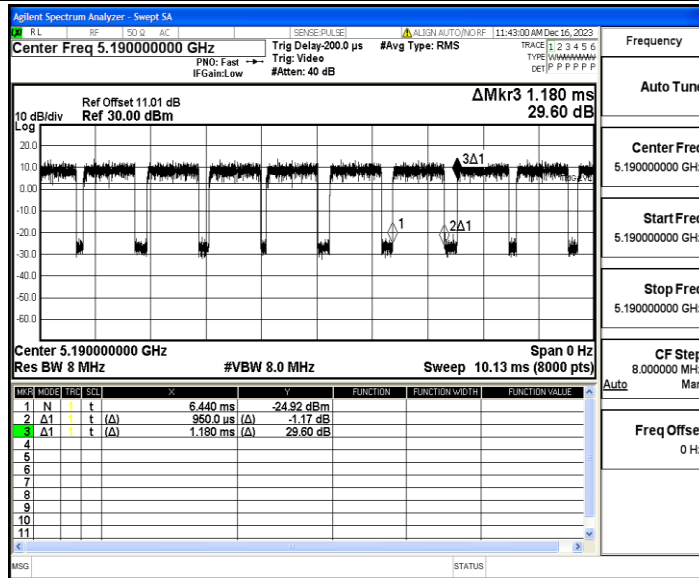 Agilent Spectrum Analyzer - Swept SA
RL RF 50 Ω AC SENSE:PULSE ALIGN AUTO/NO RF 11:43:00 AM Dec 16, 2023
Center Freq 5.190000000 GHz
PNO: Fast
IFGain:Low
Trig Delay-200.0 µs
Trig: Video
#Atten: 40 dB
#Avg Type: RMS
TRACE 1 2 3 4 5 6
TYPE
DET P P P P P P
Ref Offset 11.01 dB
10 dB/div Ref 30.00 dBm
Log
ΔMkr3 1.180 ms
29.60 dB
20.0
10.0
0.00
-10.0
-20.0
-30.0
-40.0
-50.0
-60.0
3Δ1
1
2Δ1
Center 5.190000000 GHz Span 0 Hz
Res BW 8 MHz #VBW 8.0 MHz Sweep 10.13 ms (8000 pts)
MKR MODE TRC SCL X Y FUNCTION FUNCTION WIDTH FUNCTION VALUE
1 N 1 t 6.440 ms -24.92 dBm
2 Δ1 1 t (Δ) 950.0 µs (Δ) -1.17 dB
3 Δ1 1 t (Δ) 1.180 ms (Δ) 29.60 dB
4
5
6
7
8
9
10
11
MSG STATUS
Frequency
Auto Tune
Center Freq
5.190000000 GHz
Start Freq
5.190000000 GHz
Stop Freq
5.190000000 GHz
CF Step
8.000000 MHz
Auto Man
Freq Offset
0 Hz